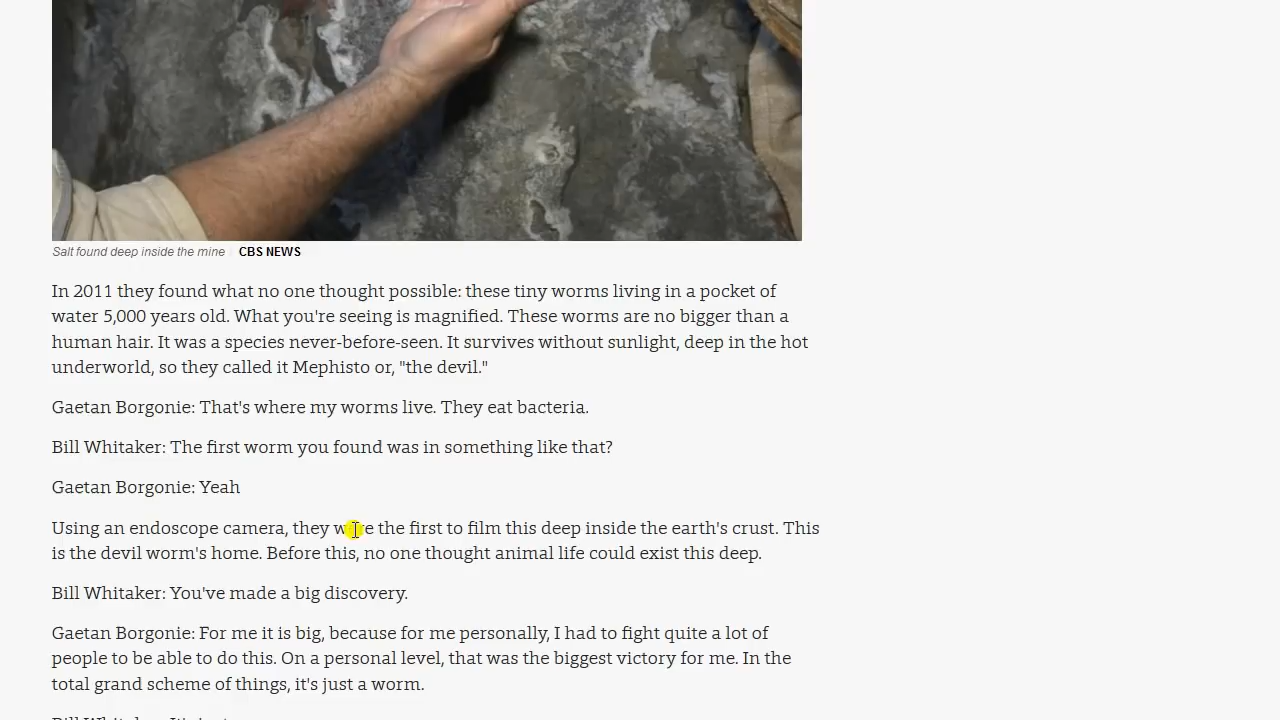 Salt found deep inside the mine CBS NEWS
In 2011 they found what no one thought possible: these tiny worms living in a pocket of
water 5,000 years old. What you're seeing is magnified. These worms are no bigger than a
human hair. It was a species never-before-seen. It survives without sunlight, deep in the hot
underworld, so they called it Mephisto or, "the devil."
Gaetan Borgonie: That's where my worms live. They eat bacteria.
Bill Whitaker: The first worm you found was in something like that?
Gaetan Borgonie: Yeah
Using an endoscope camera, they were the first to film this deep inside the earth's crust. This
is the devil worm's home. Before this, no one thought animal life could exist this deep.
Bill Whitaker: You've made a big discovery.
Gaetan Borgonie: For me it is big, because for me personally, I had to fight quite a lot of
people to be able to do this. On a personal level, that was the biggest victory for me. In the
total grand scheme of things, it's just a worm.